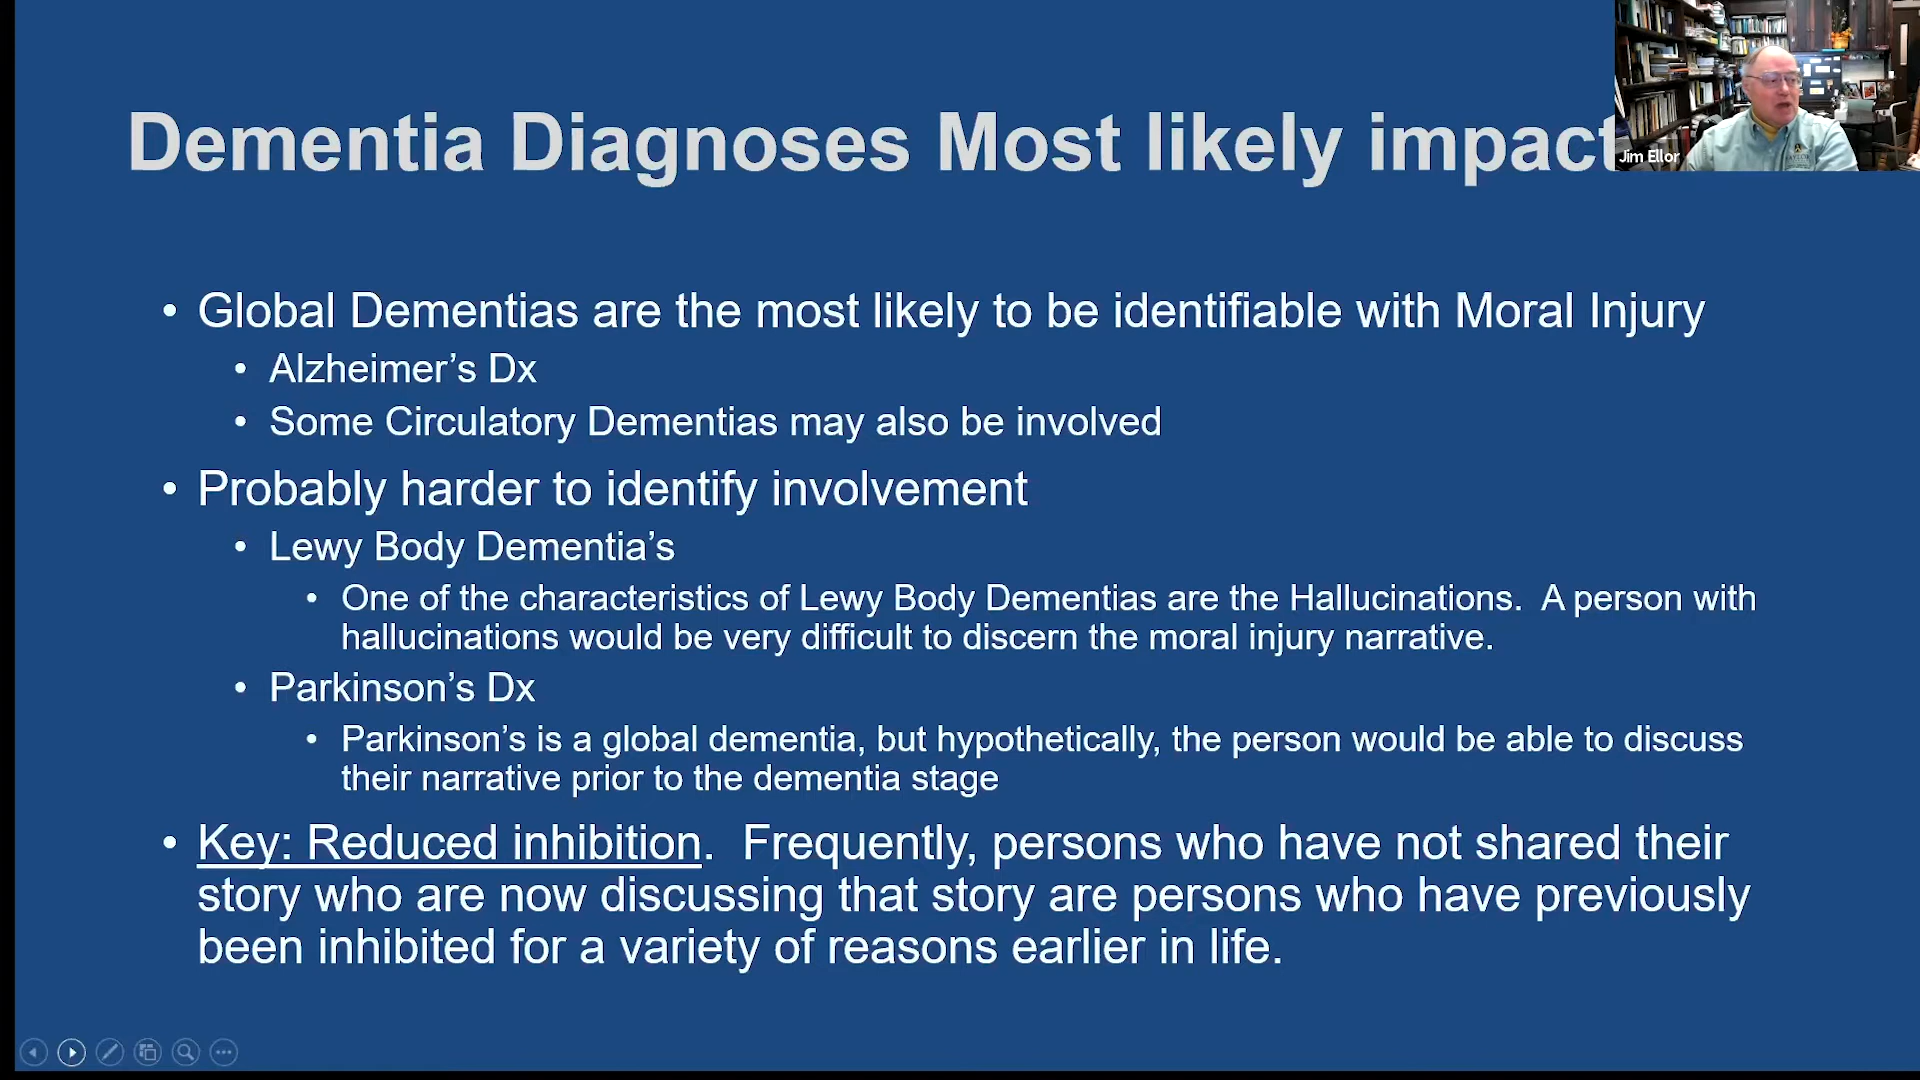 Dementia Diagnoses Most likely impact
Jim Ellor
• Global Dementias are the most likely to be identifiable with Moral Injury
• Alzheimer’s Dx
• Some Circulatory Dementias may also be involved
• Probably harder to identify involvement
• Lewy Body Dementia’s
• One of the characteristics of Lewy Body Dementias are the Hallucinations.  A person with
hallucinations would be very difficult to discern the moral injury narrative.
• Parkinson’s Dx
• Parkinson’s is a global dementia, but hypothetically, the person would be able to discuss
their narrative prior to the dementia stage
• Key: Reduced inhibition.  Frequently, persons who have not shared their
story who are now discussing that story are persons who have previously
been inhibited for a variety of reasons earlier in life.